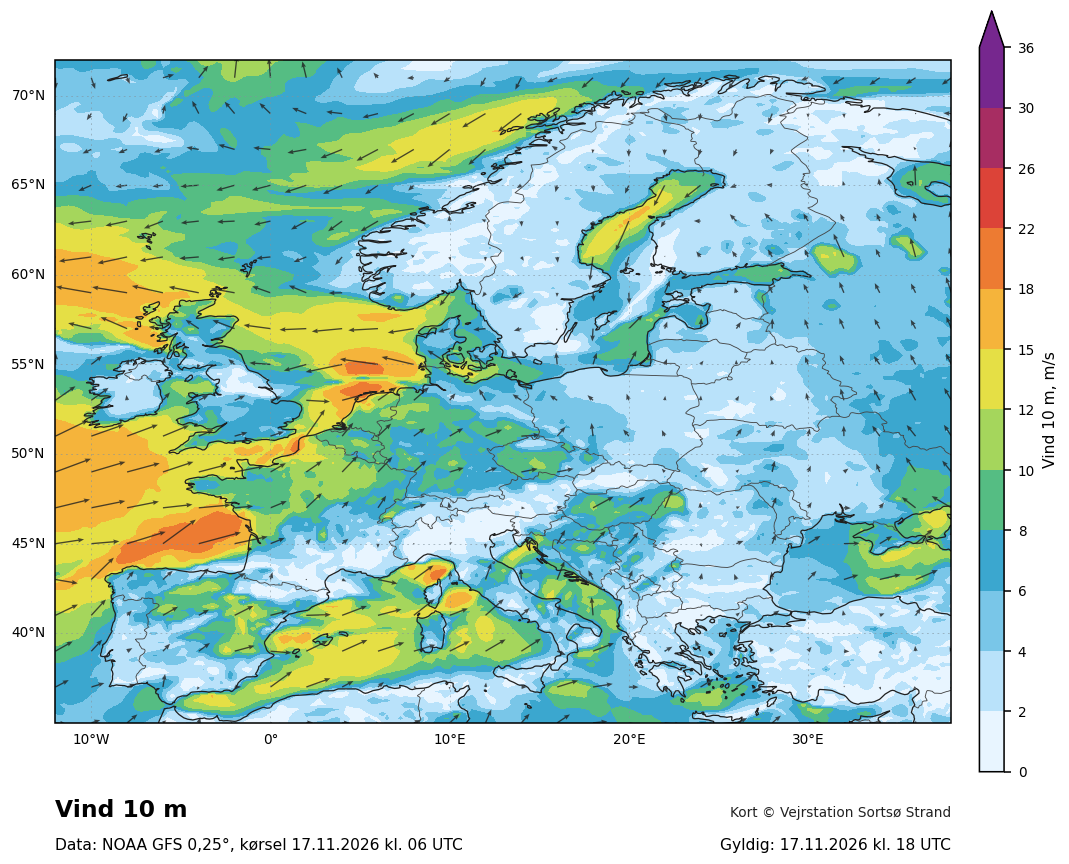 36
30
26
22
18
15
12
10
8
6
4
2
0
Vind 10 m, m/s
70°N
65°N
60°N
55°N
50°N
45°N
40°N
10°W
0°
10°E
20°E
30°E
Vind 10 m
Kort © Vejrstation Sortsø Strand
Data: NOAA GFS 0,25°, kørsel 17.11.2026 kl. 06 UTC
Gyldig: 17.11.2026 kl. 18 UTC